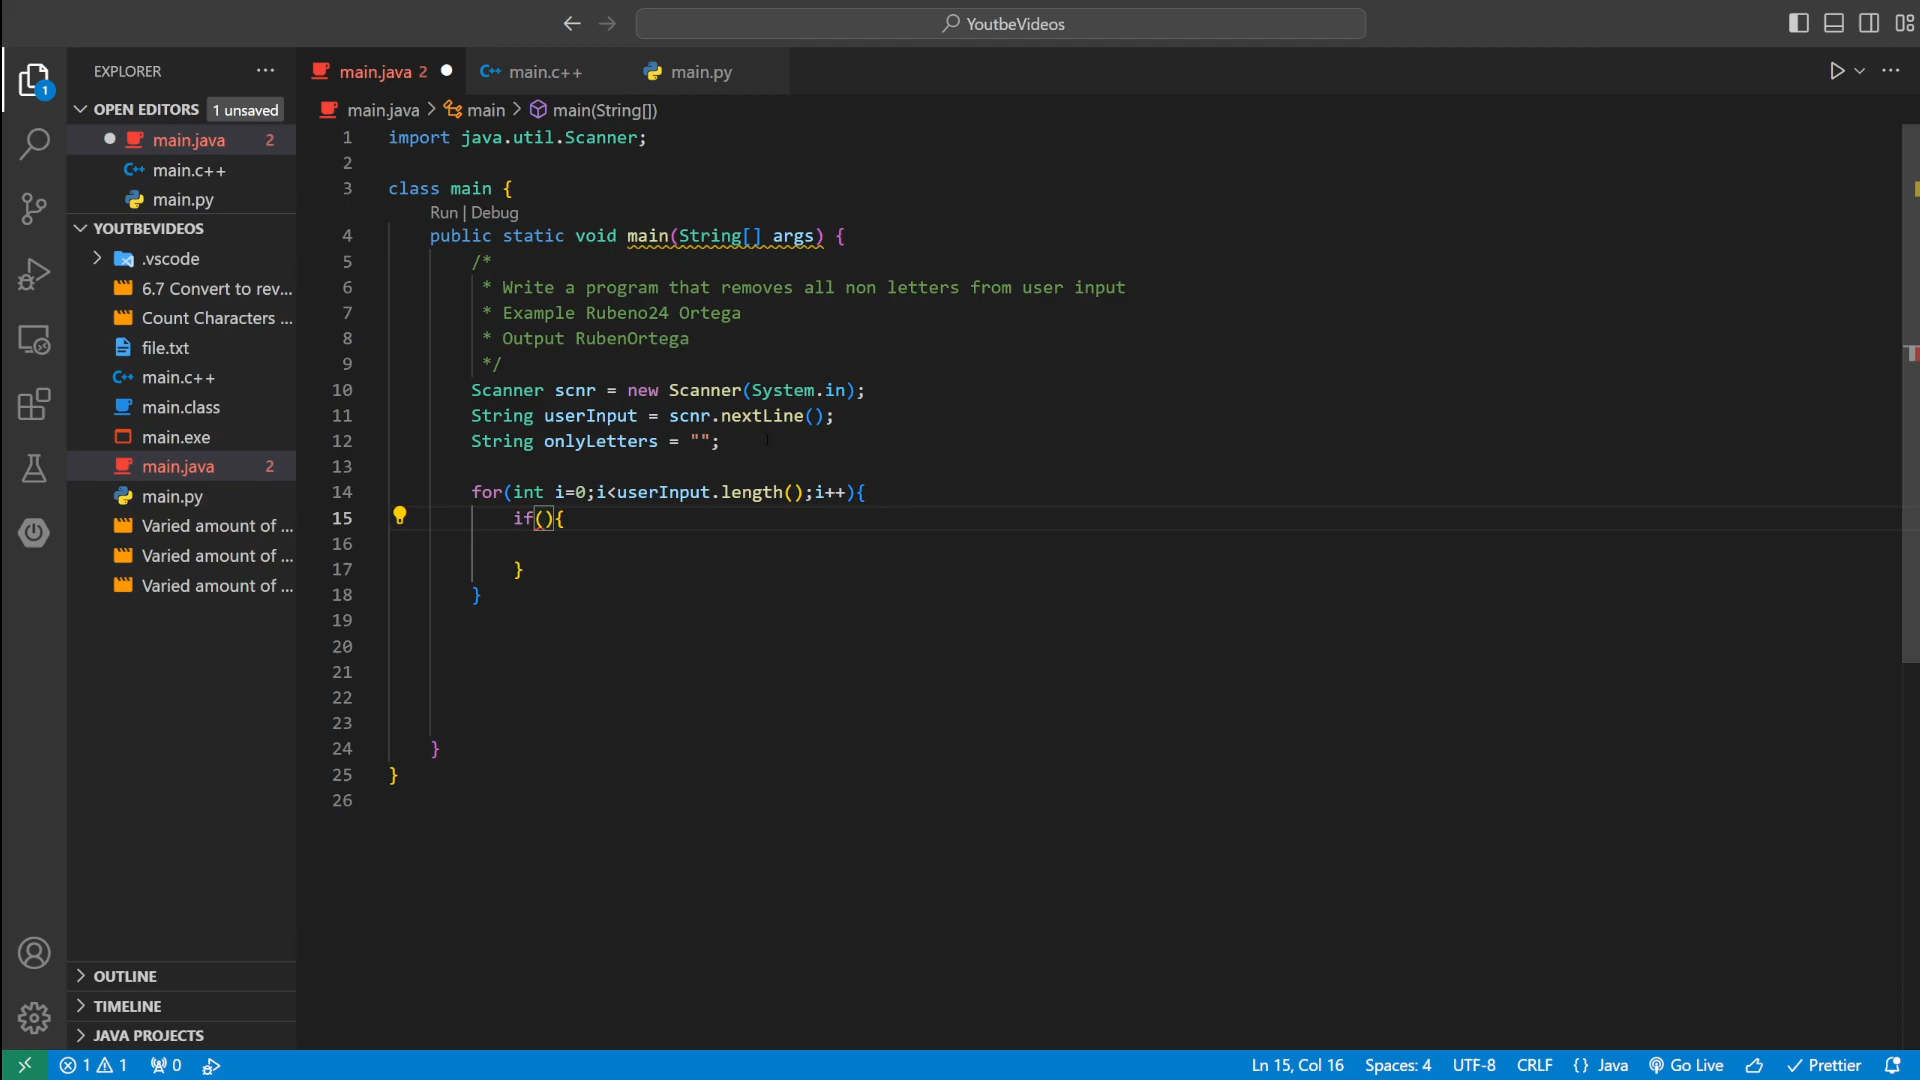 YoutbeVideos
EXPLORER
main.java 2
main.c++
main.py
1
OPEN EDITORS 1 unsaved
main.java > main > main(String[])
main.java 2
main.c++
main.py
YOUTBEVIDEOS
.vscode
6.7 Convert to rev...
Count Characters ...
file.txt
main.c++
main.class
main.exe
main.java 2
main.py
Varied amount of ...
Varied amount of ...
Varied amount of ...
OUTLINE
TIMELINE
JAVA PROJECTS
1 import java.util.Scanner;
2
3 class main {
Run | Debug
4 public static void main(String[] args) {
5 /*
6 * Write a program that removes all non letters from user input
7 * Example Rubeno24 Ortega
8 * Output RubenOrtega
9 */
10 Scanner scnr = new Scanner(System.in);
11 String userInput = scnr.nextLine();
12 String onlyLetters = "";
13
14 for(int i=0;i<userInput.length();i++){
15 if(){
16
17 }
18 }
19
20
21
22
23
24 }
25 }
26
1 1 0 Ln 15, Col 16 Spaces: 4 UTF-8 CRLF {} Java Go Live Prettier